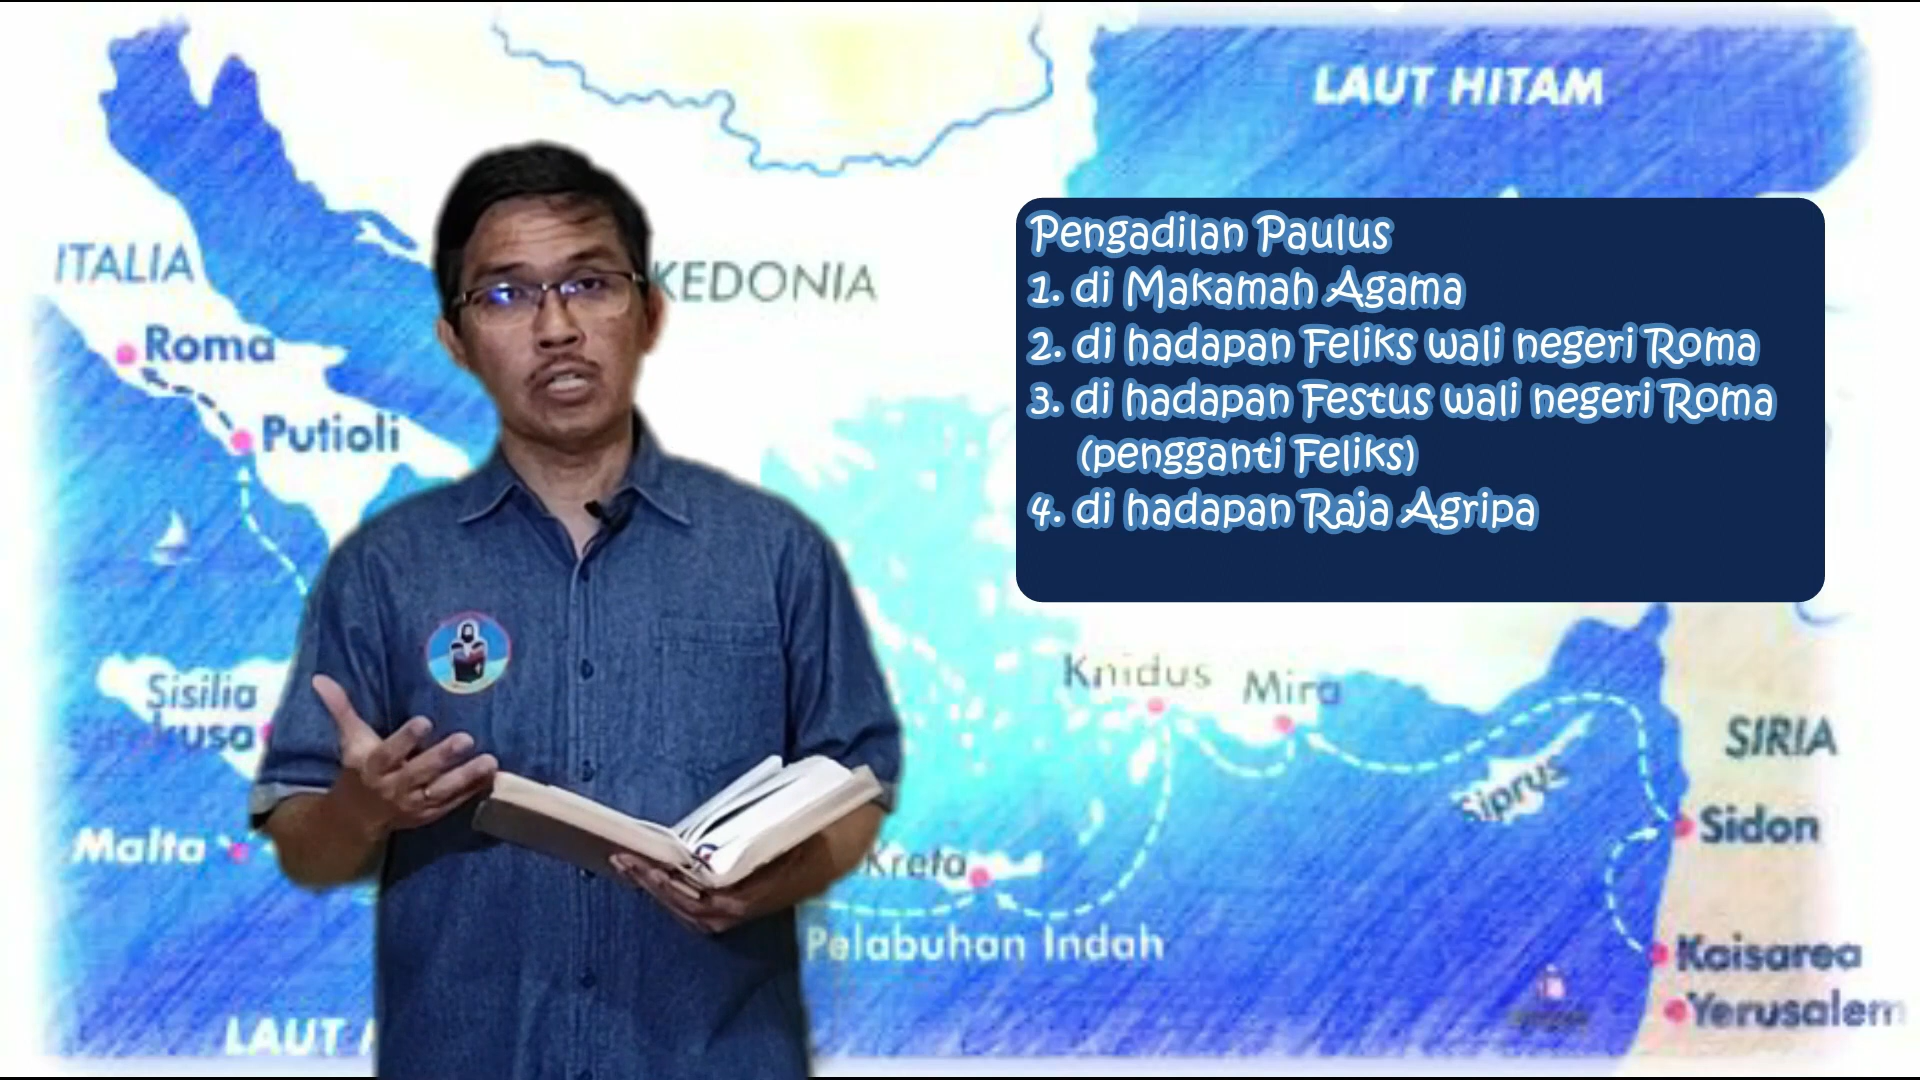 LAUT HITAM
Pengadilan Paulus
1. di Makamah Agama
2. di hadapan Feliks wali negeri Roma
3. di hadapan Festus wali negeri Roma
(pengganti Feliks)
4. di hadapan Raja Agripa
ITALIA
KEDONIA
Roma
Putioli
Knidus
Mira
Sisilia
kusa
SIRIA
Siprus
Sidon
Malta
Kreta
Pelabuhan Indah
Kaisarea
Yerusalem
LAUT